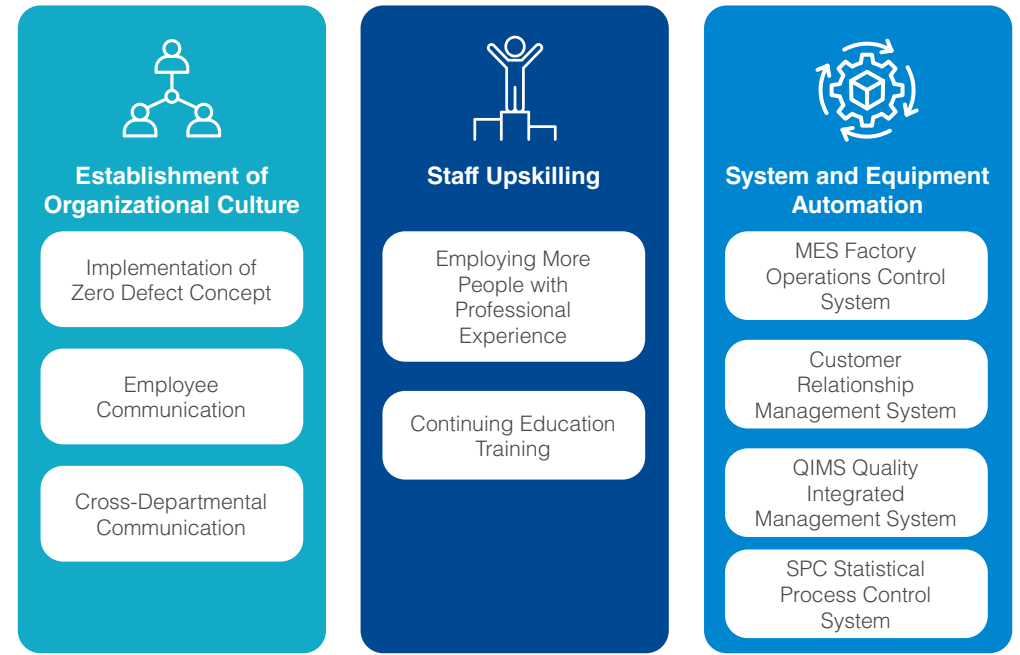 Establishment of
Organizational Culture
Implementation of
Zero Defect Concept
Employee
Communication
Cross-Departmental
Communication
Staff Upskilling
Employing More
People with
Professional
Experience
Continuing Education
Training
System and Equipment
Automation
MES Factory
Operations Control
System
Customer
Relationship
Management System
QIMS Quality
Integrated
Management System
SPC Statistical
Process Control
System